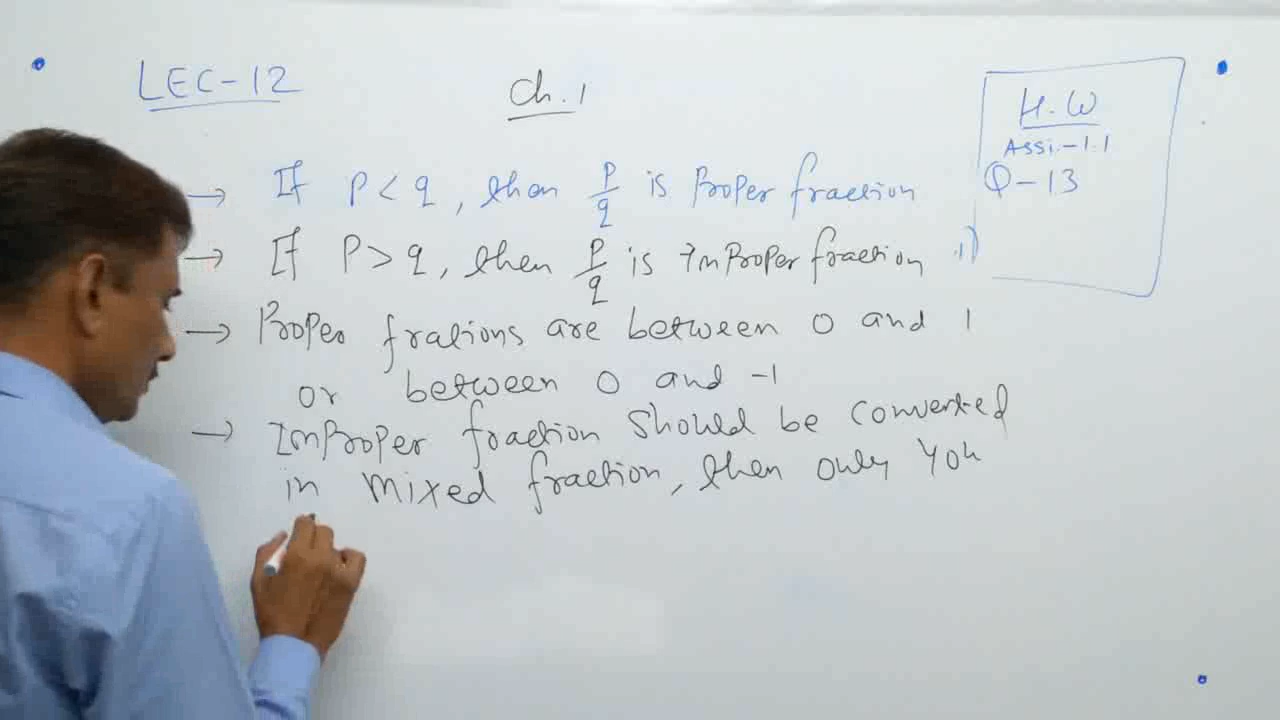 LEC-12
Ch.1
H.W
Assi.-1.1
Q-13
→ If P < q, then P/q is Proper fraction
→ If P > q, then P/q is ImProper fraction
→ Proper frations are between 0 and 1
or between 0 and -1
→ ImProper fraction should be converted
in mixed fraction, then only you